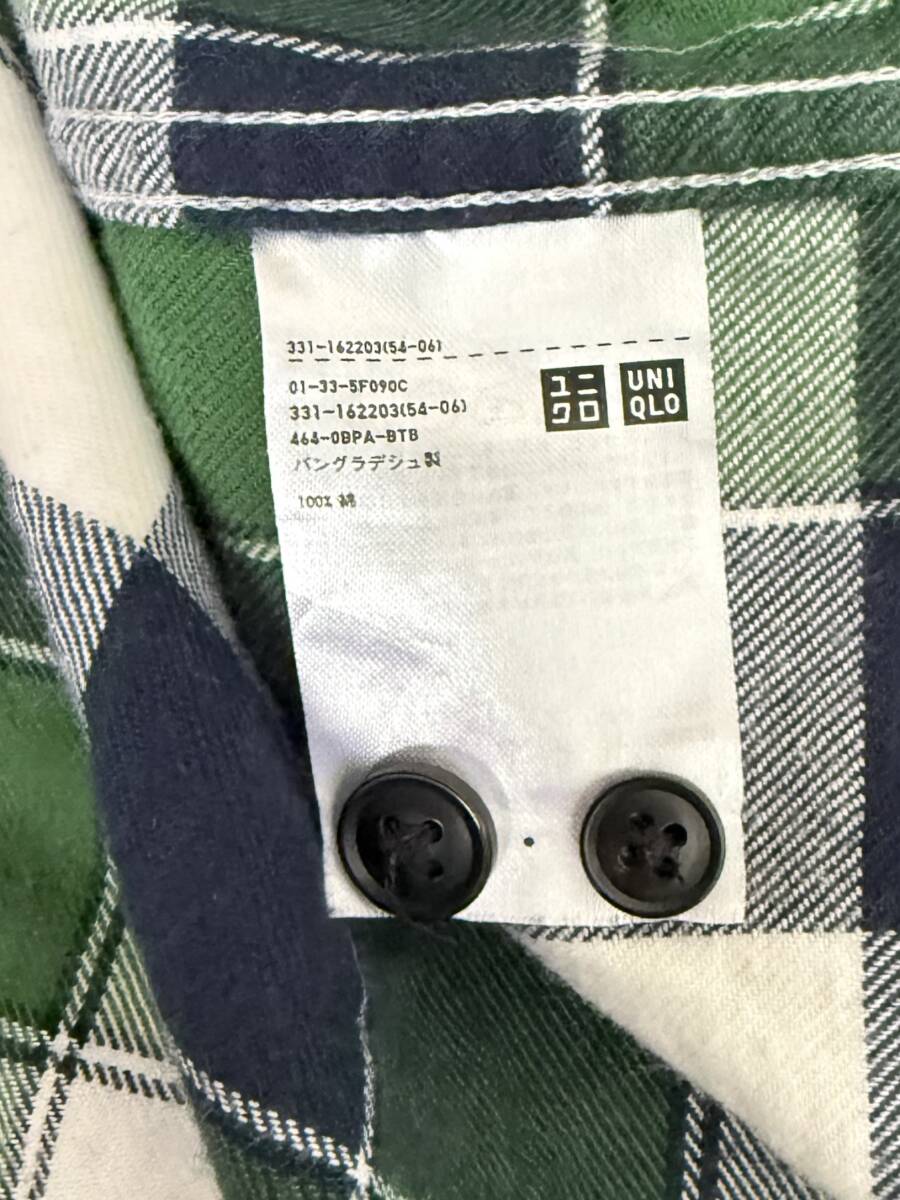 331-162203(54-06)
01-33-5F090C
331-162203(54-06)
464-0BPA-BTB
バングラデシュ製
100% 綿
ユニ
クロ
UNI
QLO